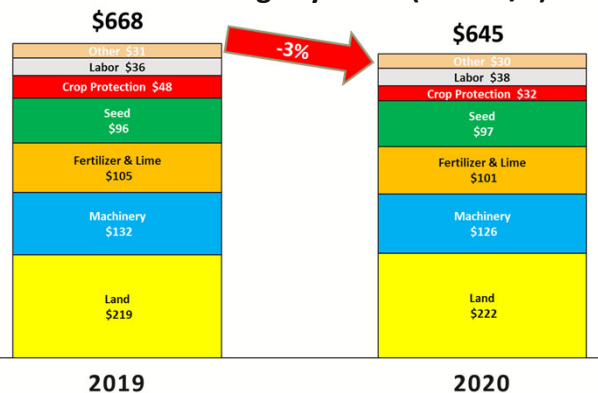 $668
$645
-3%
Other $31
Labor $36
Crop Protection $48
Seed
$96
Fertilizer & Lime
$105
Machinery
$132
Land
$219
2019
Other $30
Labor $38
Crop Protection $32
Seed
$97
Fertilizer & Lime
$101
Machinery
$126
Land
$222
2020